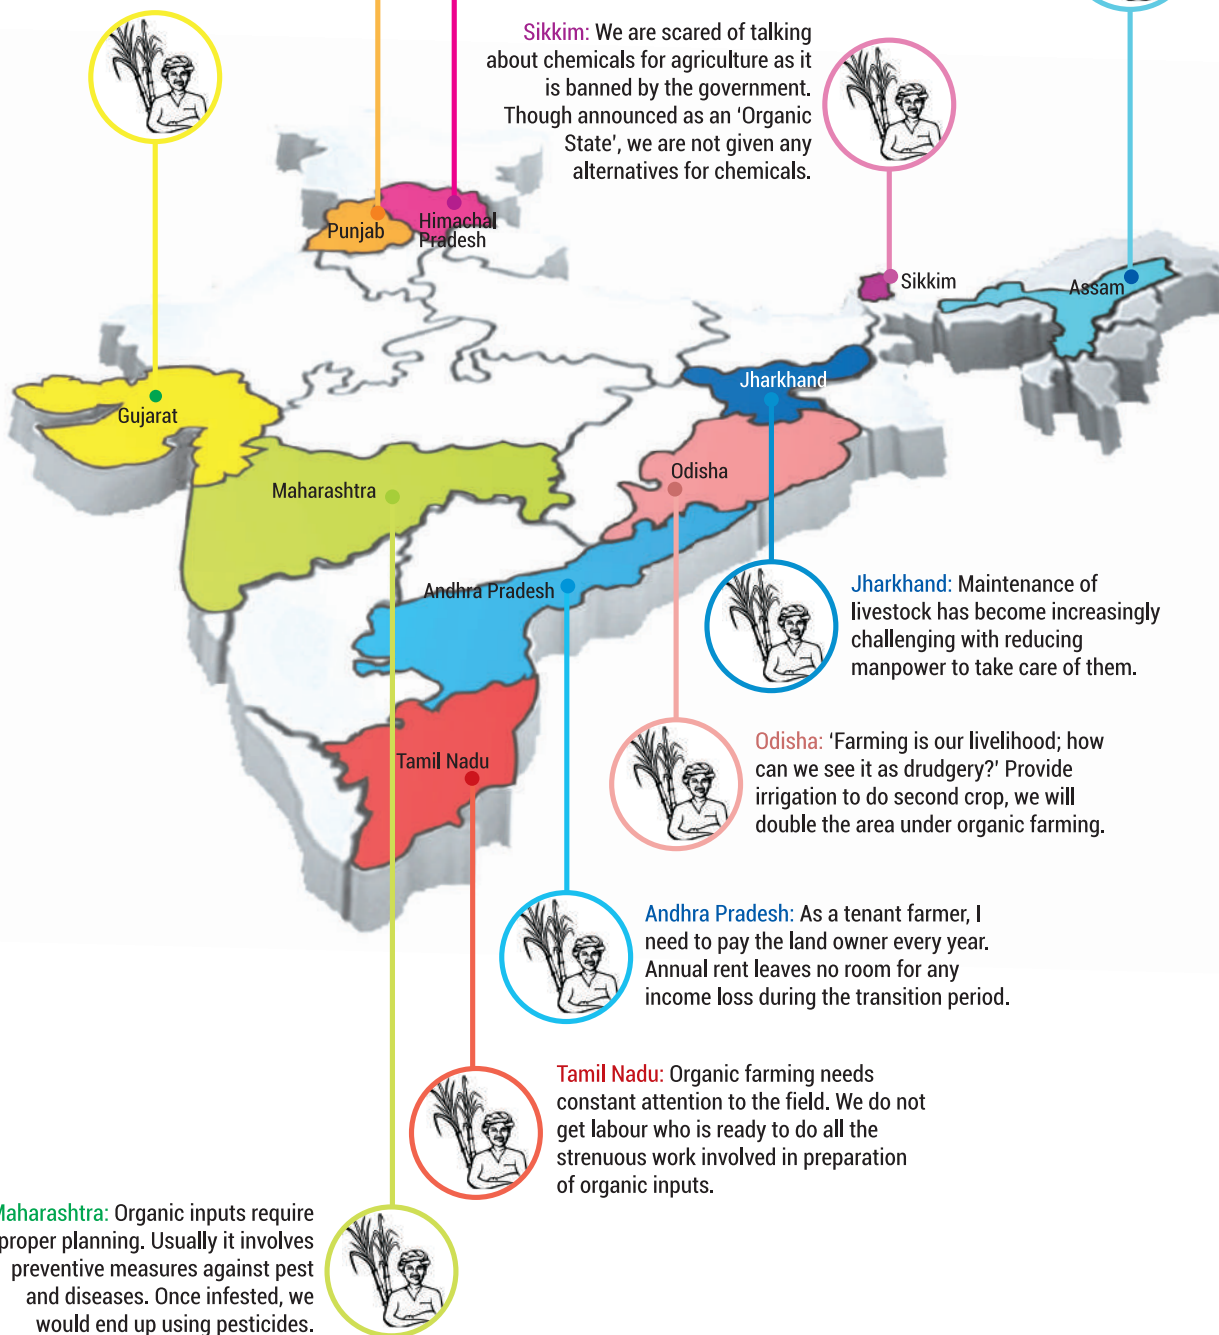 Sikkim: We are scared of talking
about chemicals for agriculture as it
is banned by the government.
Though announced as an ‘Organic
State’, we are not given any
alternatives for chemicals.
Punjab
Himachal
Pradesh
Sikkim
Assam
Jharkhand
Gujarat
Odisha
Maharashtra
Andhra Pradesh
Jharkhand: Maintenance of
livestock has become increasingly
challenging with reducing
manpower to take care of them.
Tamil Nadu
Odisha: ‘Farming is our livelihood; how
can we see it as drudgery?’ Provide
irrigation to do second crop, we will
double the area under organic farming.
Andhra Pradesh: As a tenant farmer, I
need to pay the land owner every year.
Annual rent leaves no room for any
income loss during the transition period.
Tamil Nadu: Organic farming needs
constant attention to the field. We do not
get labour who is ready to do all the
strenuous work involved in preparation
of organic inputs.
Maharashtra: Organic inputs require
proper planning. Usually it involves
preventive measures against pest
and diseases. Once infested, we
would end up using pesticides.